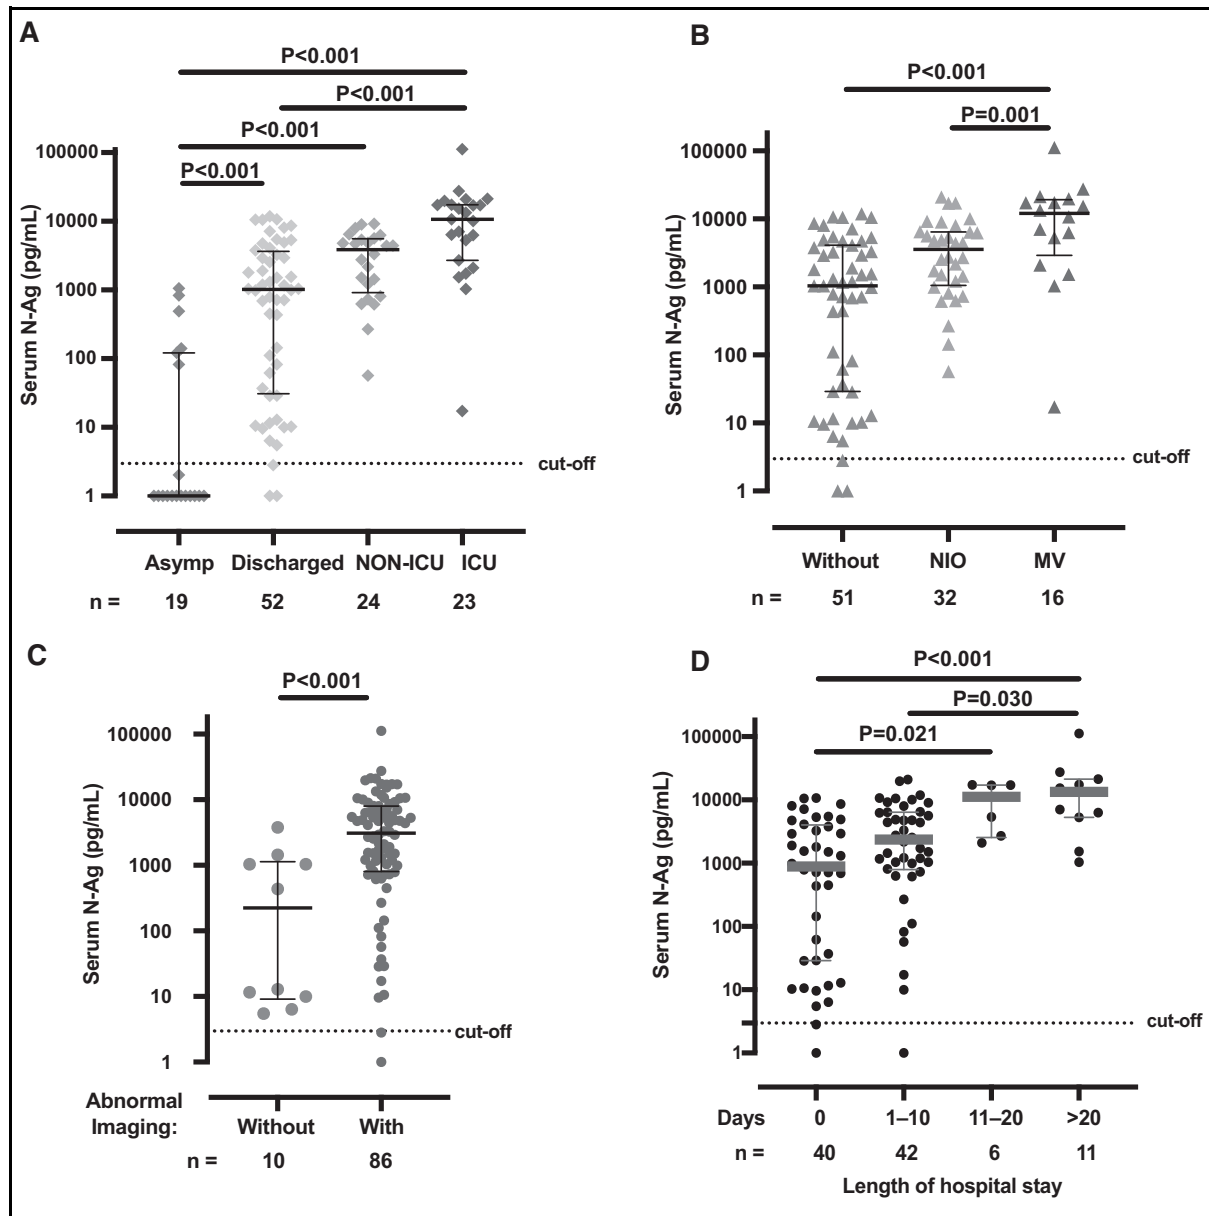 A
P<0.001
P<0.001
P<0.001
P<0.001
Serum N-Ag (pg/mL)
100000
10000
1000
100
10
1
cut-off
Asymp Discharged NON-ICU ICU
n = 19 52 24 23
B
P<0.001
P=0.001
Serum N-Ag (pg/mL)
100000
10000
1000
100
10
1
cut-off
Without NIO MV
n = 51 32 16
C
P<0.001
Serum N-Ag (pg/mL)
100000
10000
1000
100
10
1
cut-off
Abnormal
Imaging: Without With
n = 10 86
D
P<0.001
P=0.030
P=0.021
Serum N-Ag (pg/mL)
100000
10000
1000
100
10
1
cut-off
Days 0 1–10 11–20 >20
n = 40 42 6 11
Length of hospital stay